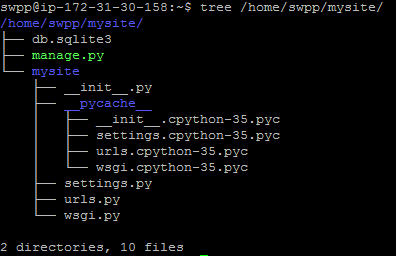 swpp@ip-172-31-30-158:~$ tree /home/swpp/mysite/
/home/swpp/mysite/
├── db.sqlite3
├── manage.py
└── mysite
    ├── __init__.py
    ├── __pycache__
    │   ├── __init__.cpython-35.pyc
    │   ├── settings.cpython-35.pyc
    │   ├── urls.cpython-35.pyc
    │   └── wsgi.cpython-35.pyc
    ├── settings.py
    ├── urls.py
    └── wsgi.py
2 directories, 10 files